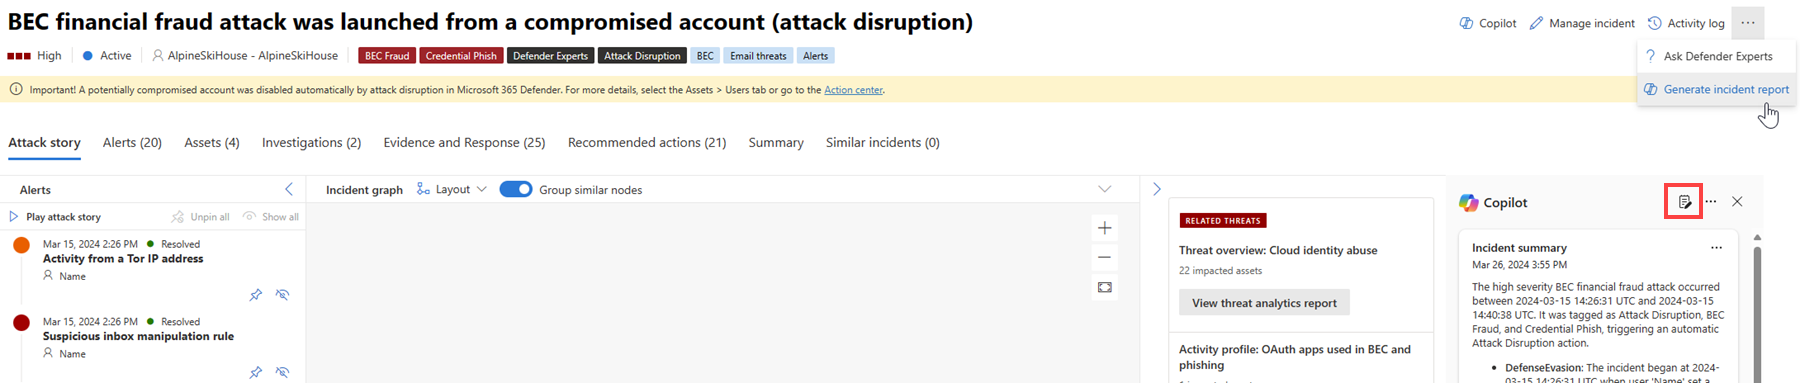 BEC financial fraud attack was launched from a compromised account (attack disruption)
Copilot Manage incident Activity log ...
High Active AlpineSkiHouse - AlpineSkiHouse BEC Fraud Credential Phish Defender Experts Attack Disruption BEC Email threats Alerts
Ask Defender Experts
Important! A potentially compromised account was disabled automatically by attack disruption in Microsoft 365 Defender. For more details, select the Assets > Users tab or go to the Action center.
Generate incident report
Attack story Alerts (20) Assets (4) Investigations (2) Evidence and Response (25) Recommended actions (21) Summary Similar incidents (0)
Alerts
Play attack story Unpin all Show all
Mar 15, 2024 2:26 PM Resolved
Activity from a Tor IP address
Name
Mar 15, 2024 2:26 PM Resolved
Suspicious inbox manipulation rule
Name
Incident graph Layout Group similar nodes
RELATED THREATS
Threat overview: Cloud identity abuse
22 impacted assets
View threat analytics report
Activity profile: OAuth apps used in BEC and
phishing
Copilot
Incident summary
Mar 26, 2024 3:55 PM
The high severity BEC financial fraud attack occurred
between 2024-03-15 14:26:31 UTC and 2024-03-15
14:40:38 UTC. It was tagged as Attack Disruption, BEC
Fraud, and Credential Phish, triggering an automatic
Attack Disruption action.
• DefenseEvasion: The incident began at 2024-
03-15 14:26:31 UTC when user 'Name' set a